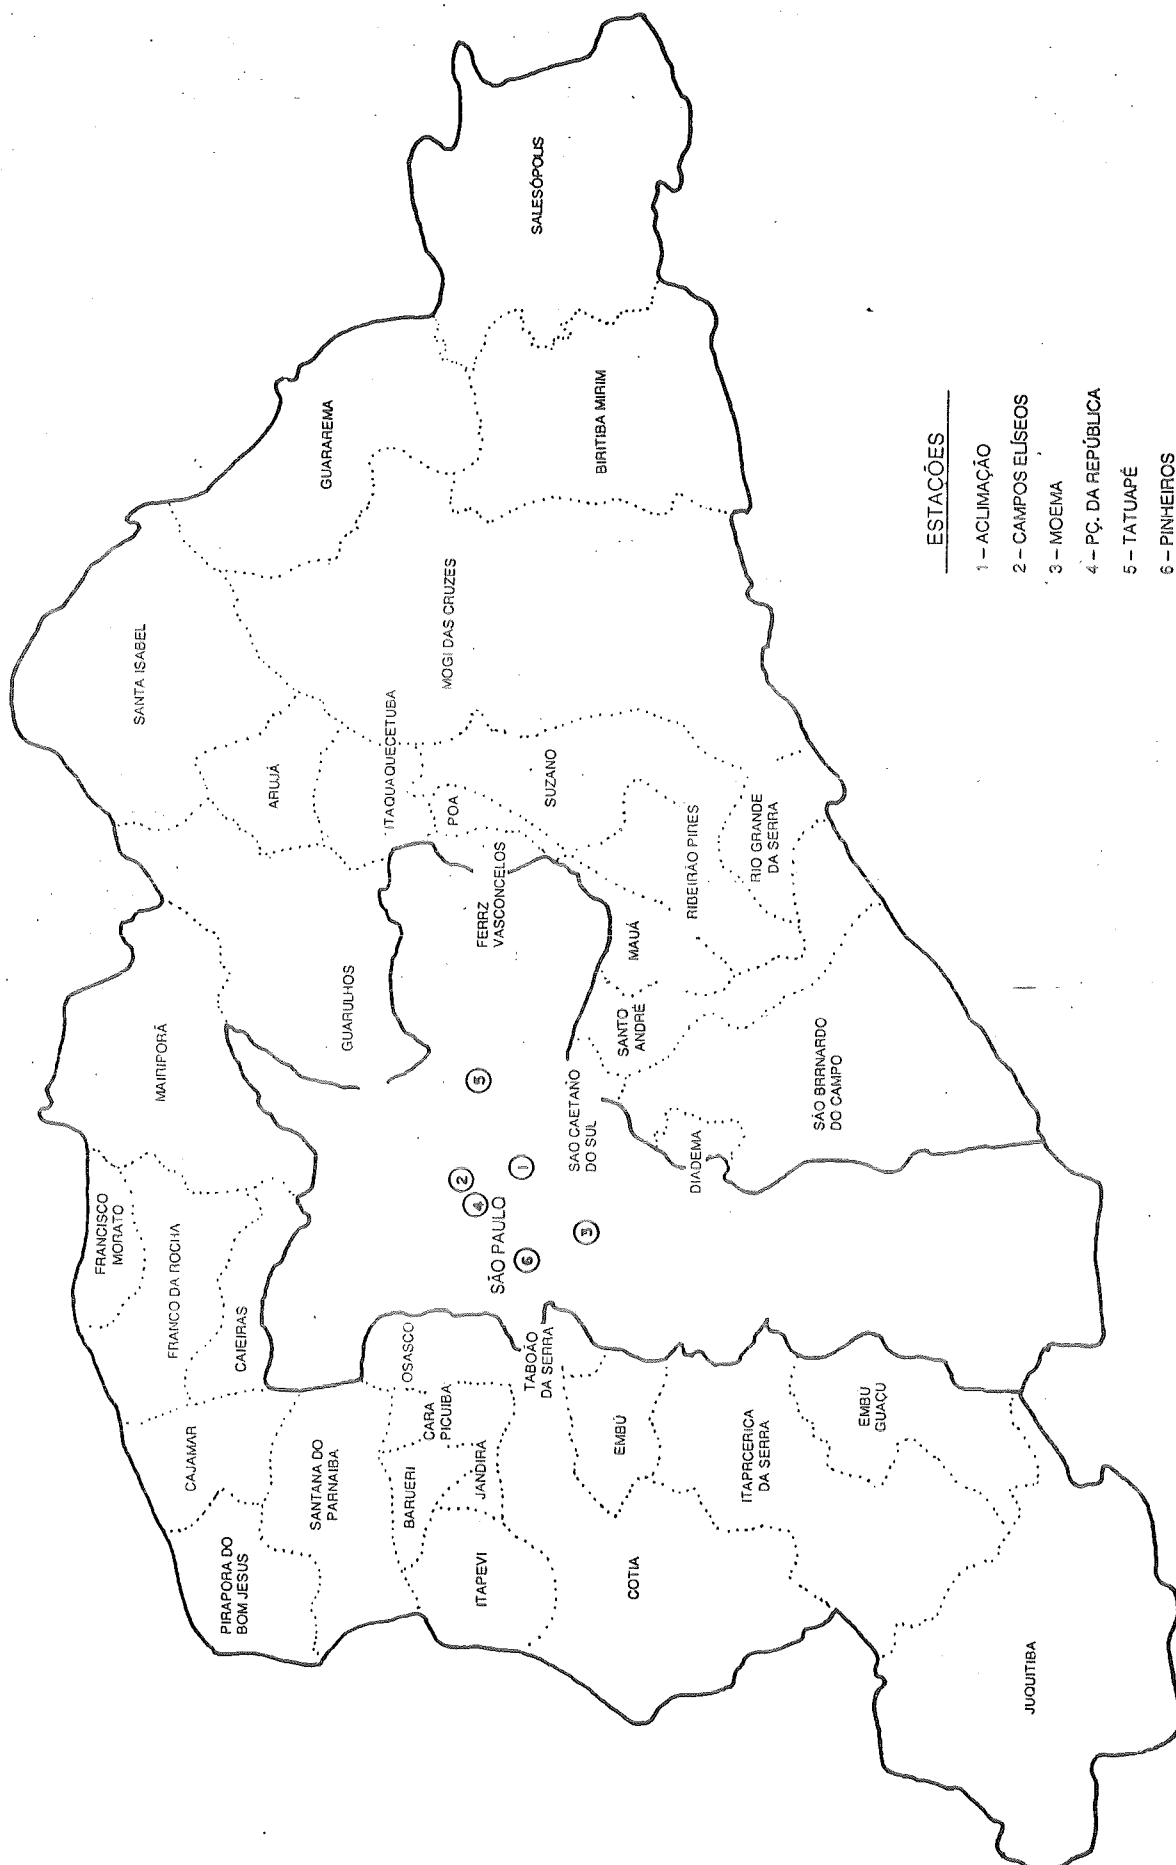 SALESÓPOLIS
GUARAREMA
BIRITIBA MIRIM
SANTA ISABEL
MOGI DAS CRUZES
ARUJÁ
ITAQUAQUECETUBA
POA
SUZANO
FERRZ
VASCONCELOS
RIBEIRÃO PIRES
RIO GRANDE
DA SERRA
MAUÁ
GUARULHOS
SANTO
ANDRÉ
MAIRIPORÃ
SÃO BRRNARDO
DO CAMPO
SÃO CAETANO
DO SUL
DIADEMA
5
1
2
4
3
6
SÃO PAULO
FRANCISCO
MORATO
FRANCO DA ROCHA
CAIEIRAS
OSASCO
TABOÃO
DA SERRA
CAJAMAR
CARA
PICUIBA
EMBÚ
EMBU
GUAÇU
SANTANA DO
PARNAIBA
BARUERI
JANDIRA
ITAPRCERICA
DA SERRA
PIRAPORA DO
BOM JESUS
ITAPEVI
COTIA
JUQUITIBA
ESTAÇÕES
1 – ACLIMAÇÃO
2 – CAMPOS ELÍSEOS
3 – MOEMA
4 – PÇ. DA REPÚBLICA
5 – TATUAPÉ
6 – PINHEIROS